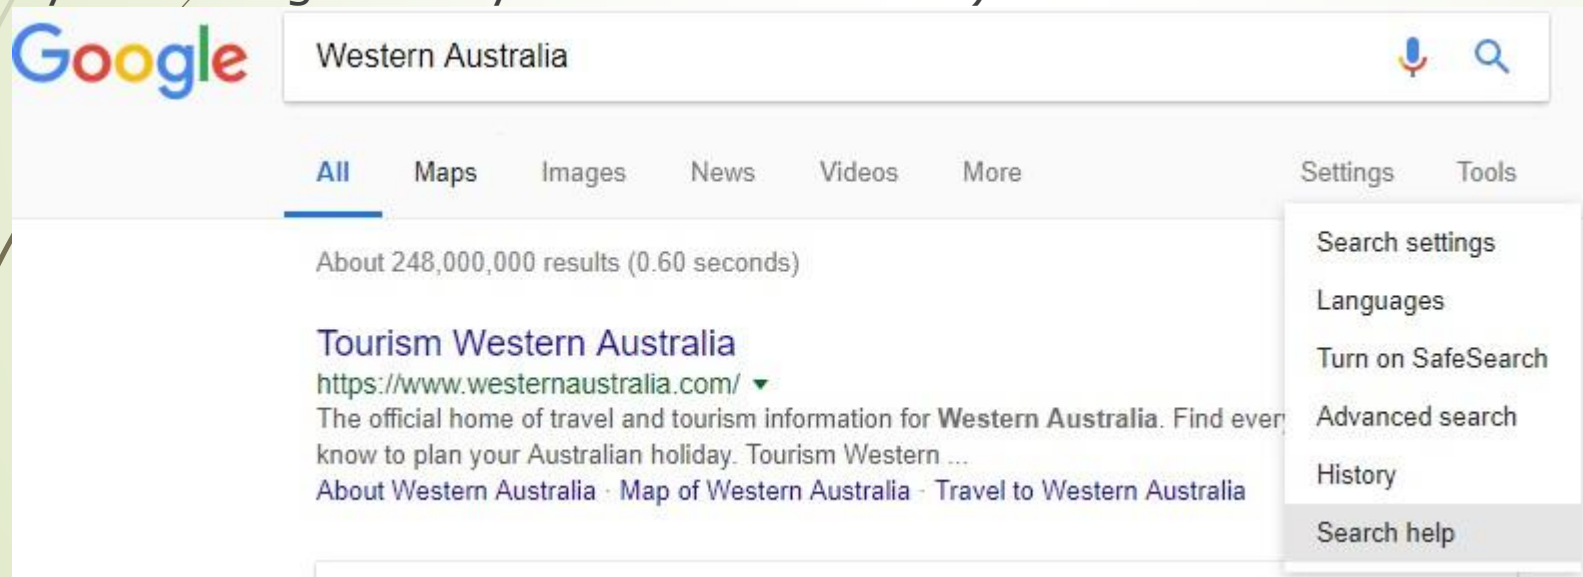 Google
Western Australia
All Maps Images News Videos More Settings Tools
Search settings
Languages
Turn on SafeSearch
Advanced search
History
Search help
About 248,000,000 results (0.60 seconds)
Tourism Western Australia
https://www.westernaustralia.com/
The official home of travel and tourism information for Western Australia. Find
know to plan your Australian holiday. Tourism Western ...
About Western Australia · Map of Western Australia · Travel to Western Australia